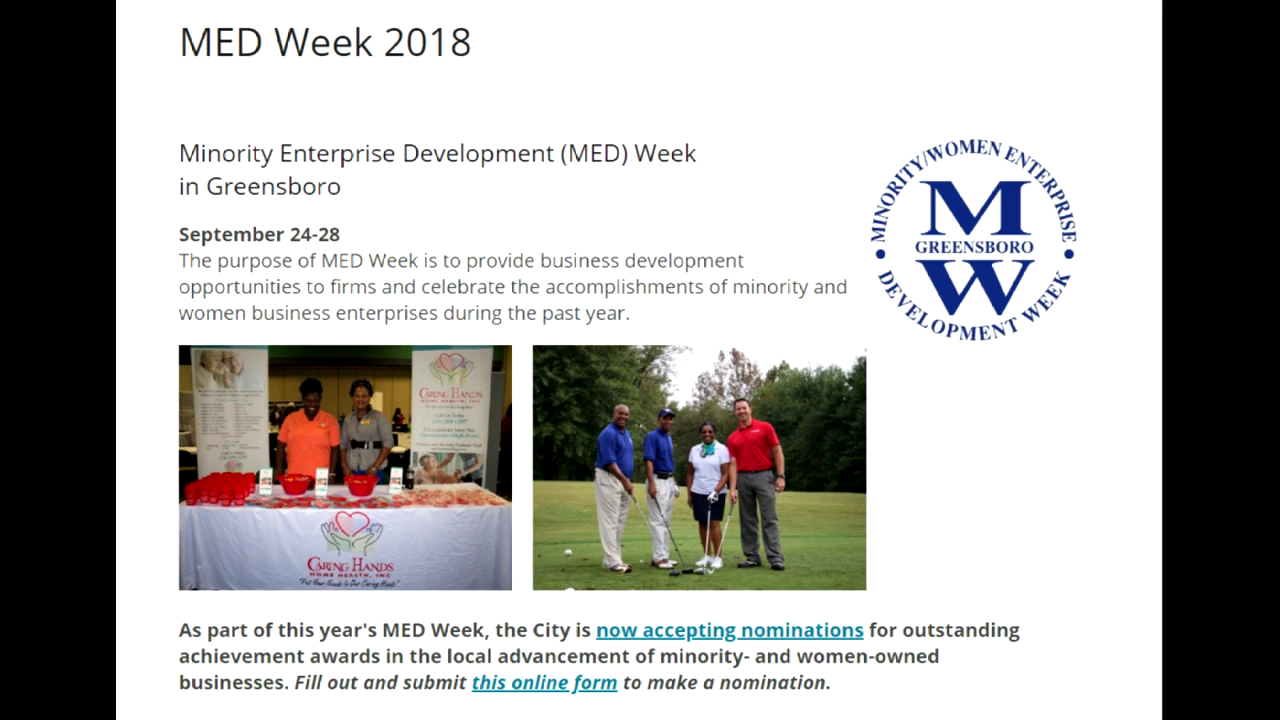 MED Week 2018
Minority Enterprise Development (MED) Week
in Greensboro
September 24-28
The purpose of MED Week is to provide business development
opportunities to firms and celebrate the accomplishments of minority and
women business enterprises during the past year.
MINORITY/WOMEN ENTERPRISE
M
GREENSBORO
W
DEVELOPMENT WEEK
CARING HANDS
HOME HEALTH, INC
CARING HANDS
HOME HEALTH, INC
"Put Your Needs In Our Caring Hands"
As part of this year's MED Week, the City is now accepting nominations for outstanding
achievement awards in the local advancement of minority- and women-owned
businesses. Fill out and submit this online form to make a nomination.